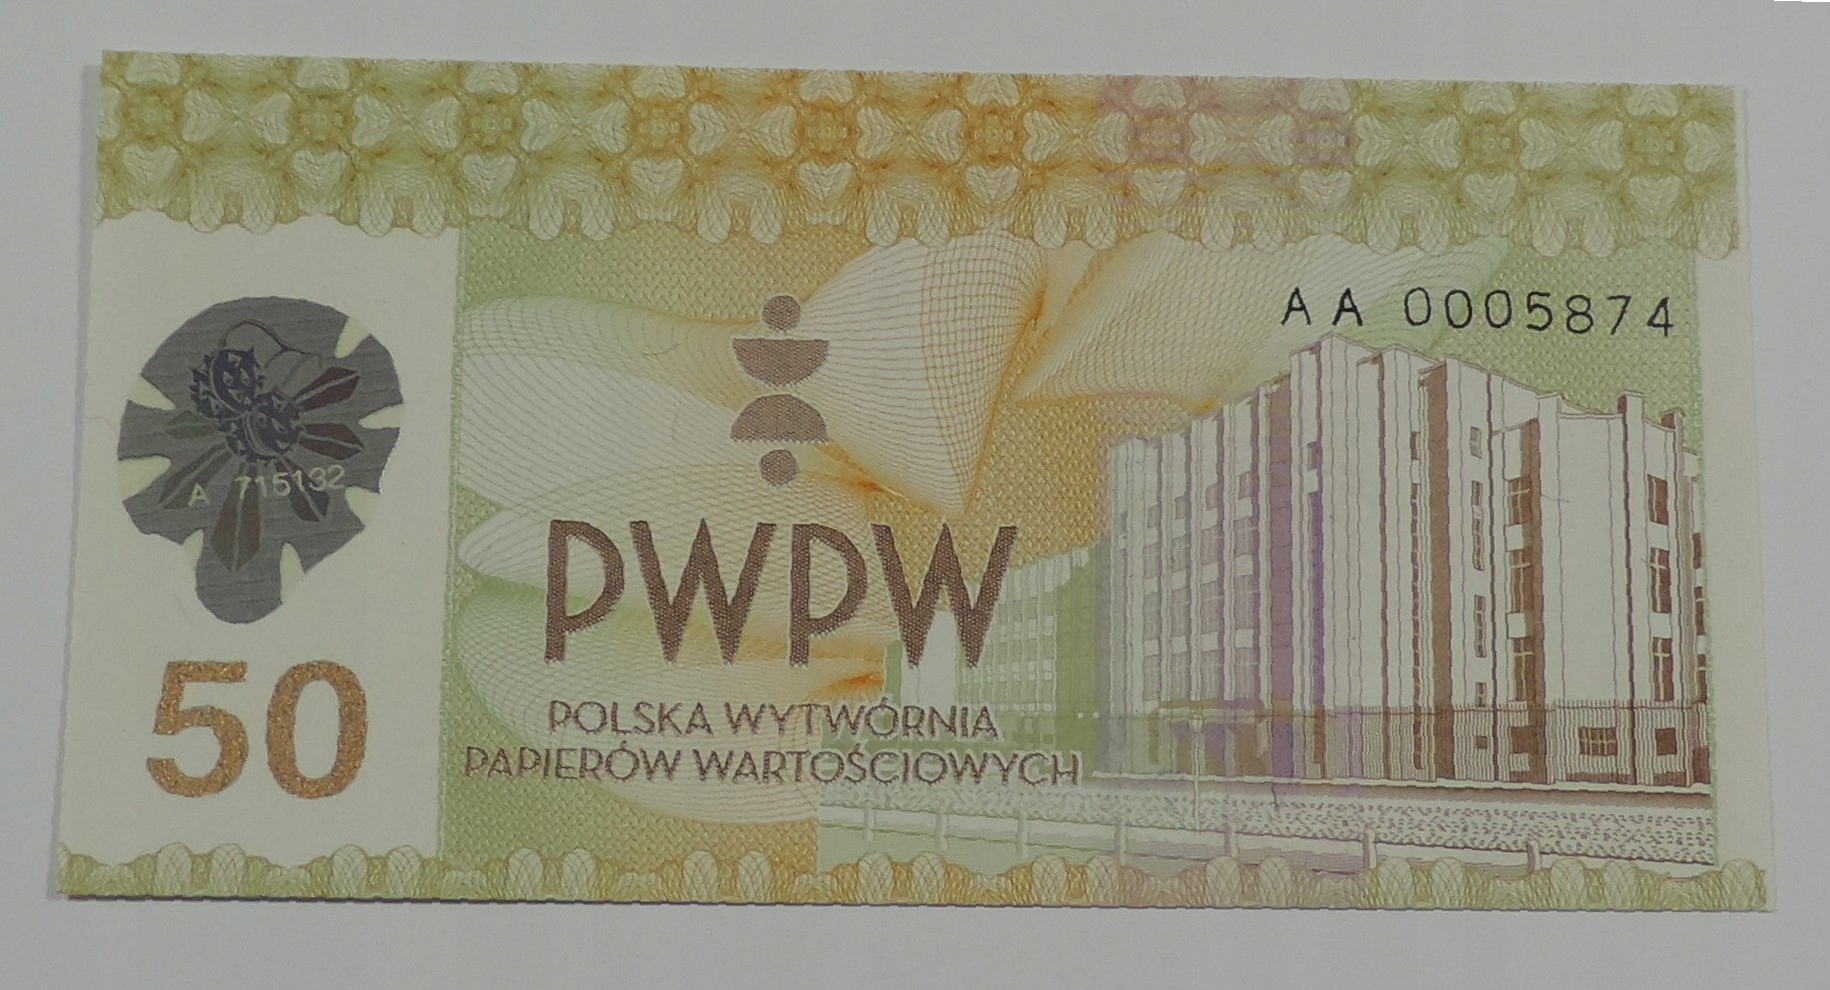 AA 0005874
A 715132
PWPW
POLSKA WYTWÓRNIA
PAPIERÓW WARTOŚCIOWYCH
50